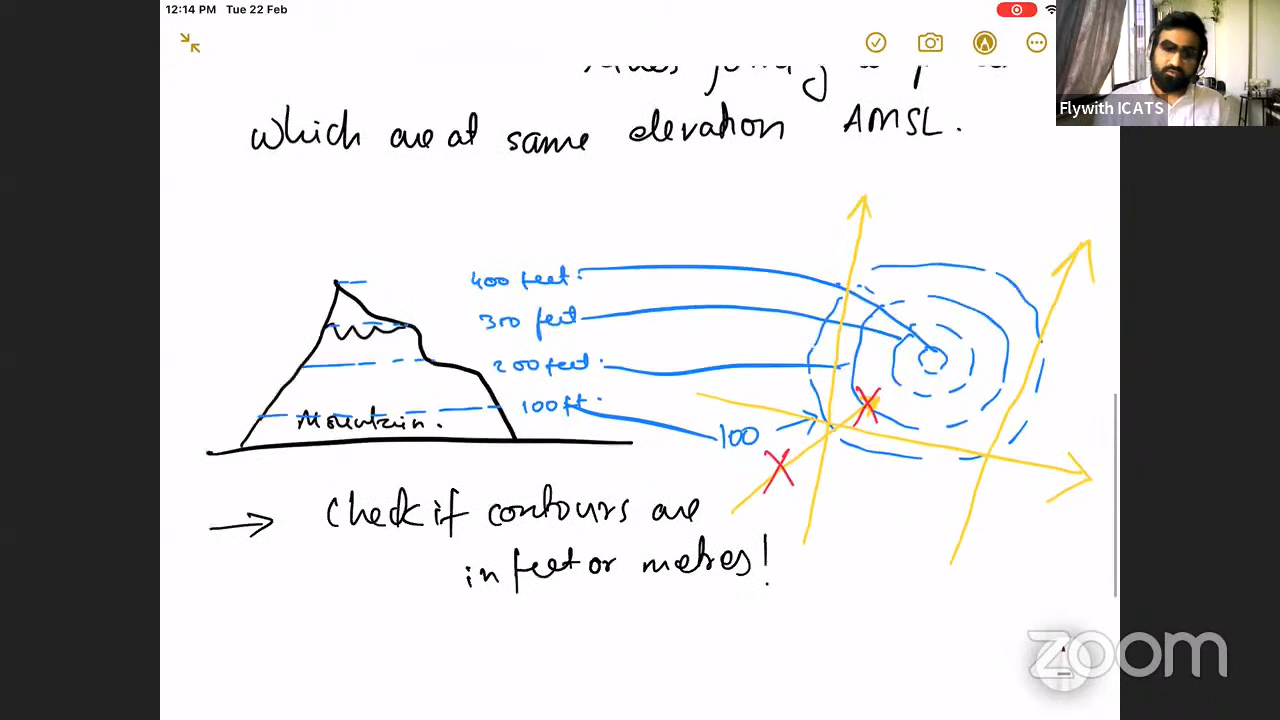 12:14 PM Tue 22 Feb
Flywith ICATS
which are at same elevation AMSL.
400 feet.
300 feet
200 feet.
100 ft.
Mountain.
100
→ Check if contours are
in feet or metres!
zoom